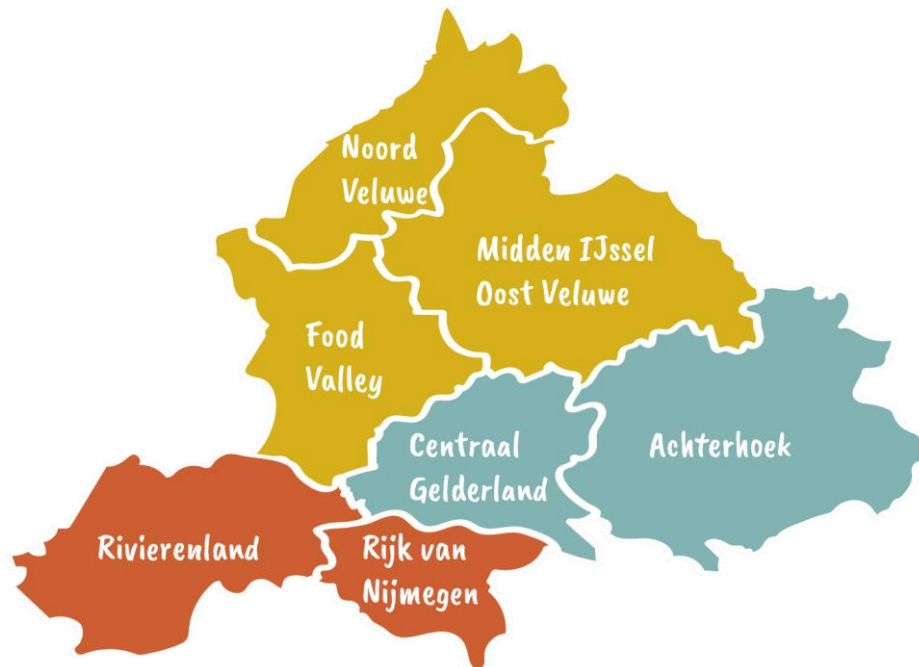 Noord
Veluwe
Midden IJssel
Oost Veluwe
Food
Valley
Centraal
Gelderland
Achterhoek
Rivierenland
Rijk van
Nijmegen